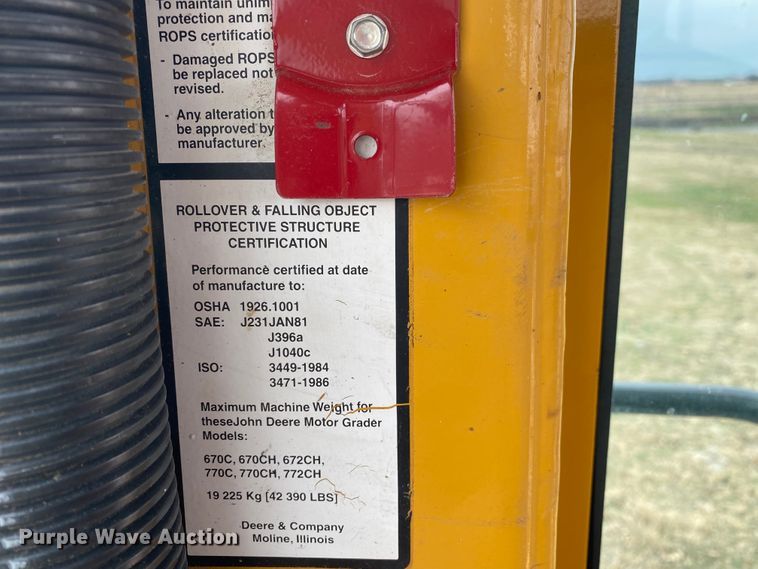 To maintain unim
protection and ma
ROPS certificatio
- Damaged ROPS
be replaced not
revised.
- Any alteration t
be approved by
manufacturer.
ROLLOVER & FALLING OBJECT
PROTECTIVE STRUCTURE
CERTIFICATION
Performance certified at date
of manufacture to:
OSHA 1926.1001
SAE: J231JAN81
J396a
J1040c
ISO: 3449-1984
3471-1986
Maximum Machine Weight for
theseJohn Deere Motor Grader
Models:
670C, 670CH, 672CH,
770C, 770CH, 772CH
19 225 Kg [42 390 LBS]
Deere & Company
Moline, Illinois
Purple Wave Auction